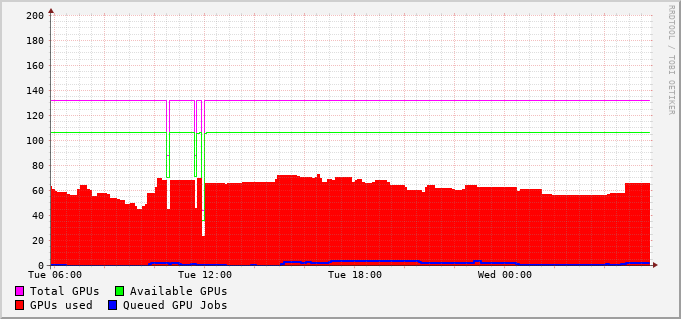 200
180
160
140
120
100
80
60
40
20
0
Tue 06:00 Tue 12:00 Tue 18:00 Wed 00:00
Total GPUs Available GPUs
GPUs used Queued GPU Jobs
RRDTOOL / TOBI OETIKER